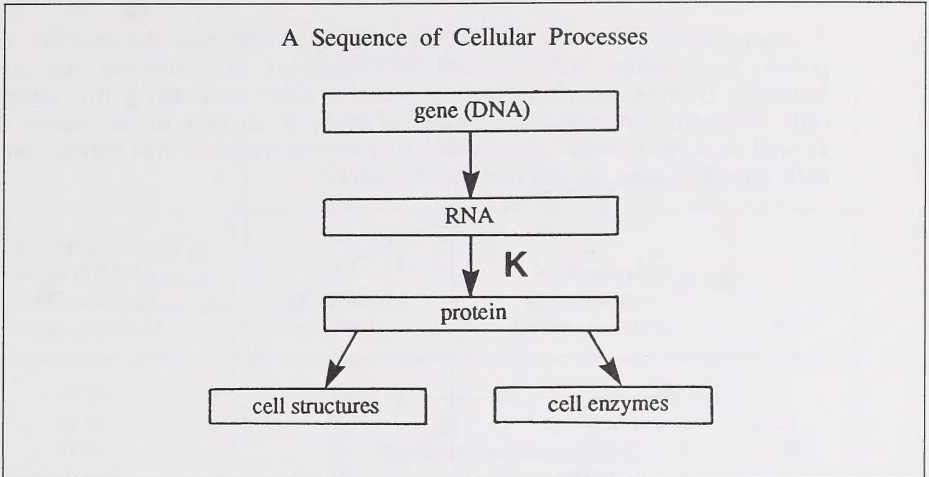 A Sequence of Cellular Processes
gene (DNA)
RNA
K
protein
cell structures
cell enzymes